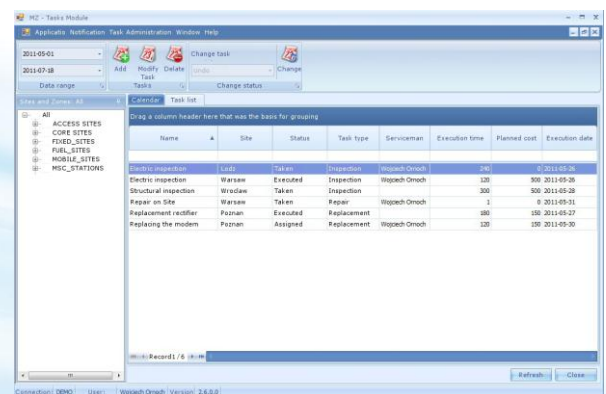 MZ - Tasks Module
Applicatio Notification Task Administration Window Help
2011-05-01
2011-07-18
Data range
Add
Modify Task
Delete
Tasks
Change task
Undo
Change
Change status
Sites and Zones: All
All
ACCESS SITES
CORE SITES
FIXED_SITES
FUEL_SITES
MOBILE_SITES
MSC_STATIONS
Calendar Task list
Drag a column header here that was the basis for grouping
Name Site Status Task type Serviceman Execution time Planned cost Execution date
Electric inspection Lodz Taken Inspection Wojciech Omoch 240 0 2011-05-26
Electric inspection Warsaw Executed Inspection Wojciech Omoch 120 500 2011-05-26
Structural inspection Wroclaw Taken Inspection 300 500 2011-05-28
Repair on Site Warsaw Taken Repair Wojciech Omoch 1 0 2011-05-31
Replacement rectifier Poznan Executed Replacement 180 150 2011-05-27
Replacing the modem Poznan Assigned Replacement Wojciech Omoch 120 150 2011-05-30
Record1/6
Refresh Close
Connection: DEMO User: Wojciech Omoch Version: 2.6.0.0